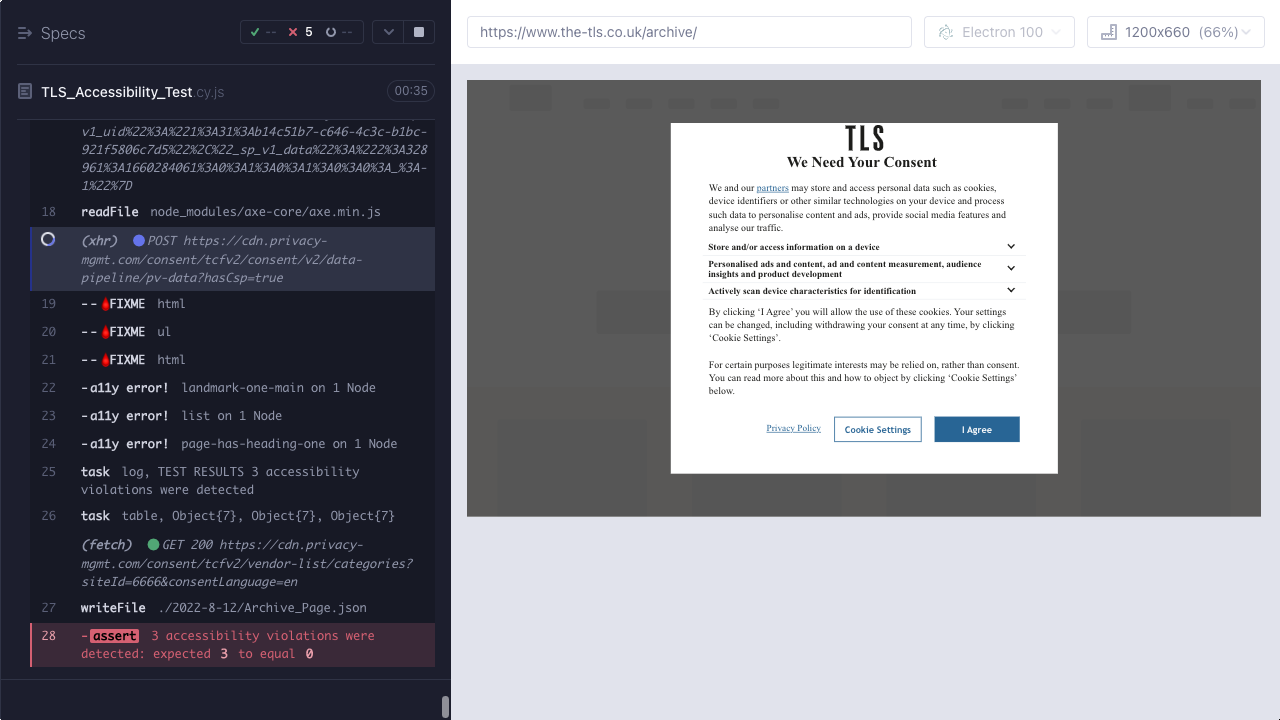 Specs
-- 5 --
TLS_Accessibility_Test.cy.js
00:35
v1_uid%22%3A%221%3A31%3Ab14c51b7-c646-4c3c-b1bc-
921f5806c7d5%22%2C%22_sp_v1_data%22%3A%222%3A328
961%3A1660284061%3A0%3A1%3A0%3A1%3A0%3A0%3A_%3A-
1%22%7D
18 readFile node_modules/axe-core/axe.min.js
(xhr) POST https://cdn.privacy-
mgmt.com/consent/tcfv2/consent/v2/data-
pipeline/pv-data?hasCsp=true
19 --🩸FIXME html
20 --🩸FIXME ul
21 --🩸FIXME html
22 -a11y error! landmark-one-main on 1 Node
23 -a11y error! list on 1 Node
24 -a11y error! page-has-heading-one on 1 Node
25 task log, TEST RESULTS 3 accessibility
violations were detected
26 task table, Object{7}, Object{7}, Object{7}
(fetch) GET 200 https://cdn.privacy-
mgmt.com/consent/tcfv2/vendor-list/categories?
siteId=6666&consentLanguage=en
27 writeFile ./2022-8-12/Archive_Page.json
28 -assert 3 accessibility violations were
detected: expected 3 to equal 0
https://www.the-tls.co.uk/archive/
Electron 100
1200x660 (66%)
TLS
We Need Your Consent
We and our partners may store and access personal data such as cookies,
device identifiers or other similar technologies on your device and process
such data to personalise content and ads, provide social media features and
analyse our traffic.
Store and/or access information on a device
Personalised ads and content, ad and content measurement, audience
insights and product development
Actively scan device characteristics for identification
By clicking ‘I Agree’ you will allow the use of these cookies. Your settings
can be changed, including withdrawing your consent at any time, by clicking
‘Cookie Settings’.
For certain purposes legitimate interests may be relied on, rather than consent.
You can read more about this and how to object by clicking ‘Cookie Settings’
below.
Privacy Policy
Cookie Settings
I Agree